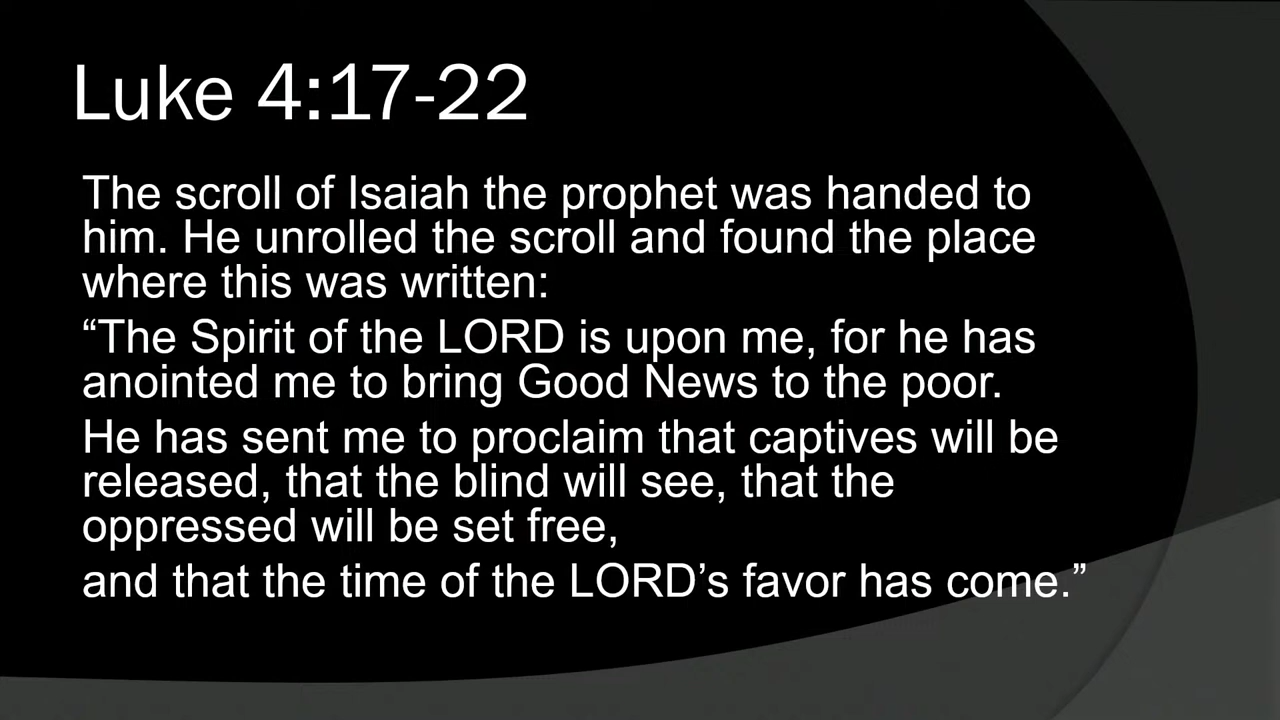 Luke 4:17-22
The scroll of Isaiah the prophet was handed to
him. He unrolled the scroll and found the place
where this was written:
“The Spirit of the LORD is upon me, for he has
anointed me to bring Good News to the poor.
He has sent me to proclaim that captives will be
released, that the blind will see, that the
oppressed will be set free,
and that the time of the LORD’s favor has come.”